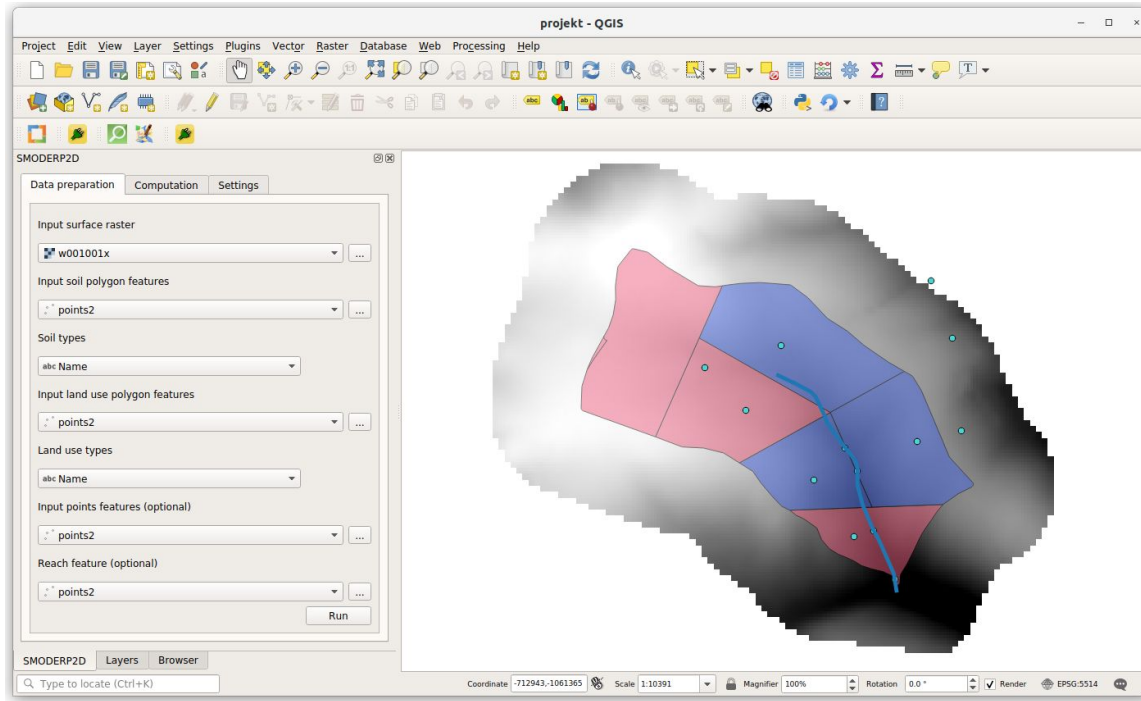 projekt - QGIS
Project Edit View Layer Settings Plugins Vector Raster Database Web Processing Help
SMODERP2D
Data preparation Computation Settings
Input surface raster
w001001x
...
Input soil polygon features
points2
...
Soil types
abc Name
Input land use polygon features
points2
...
Land use types
abc Name
Input points features (optional)
points2
...
Reach feature (optional)
points2
...
Run
SMODERP2D Layers Browser
Type to locate (Ctrl+K)
Coordinate -712943,-1061365 Scale 1:10391 Magnifier 100% Rotation 0.0 ° Render EPSG:5514